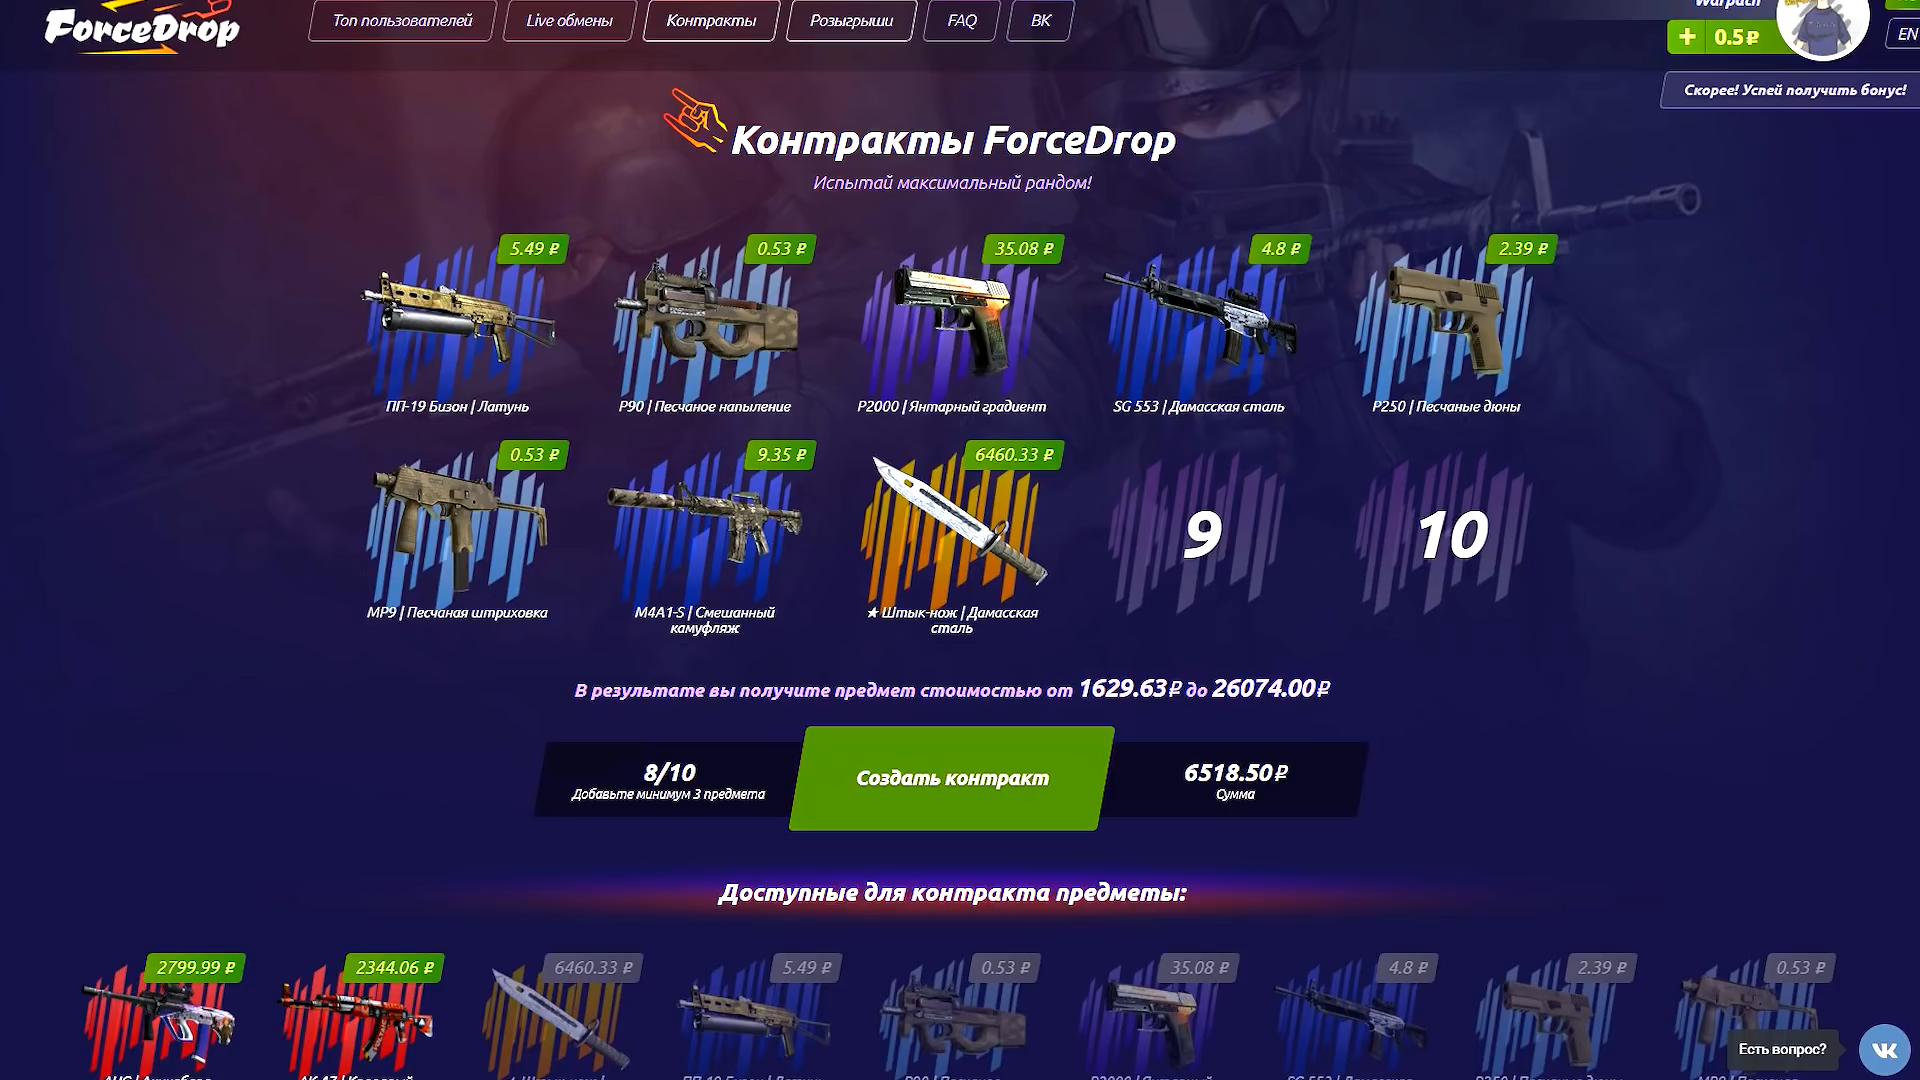 ForceDrop
Топ пользователей
Live обмены
Контракты
Розыгрыши
FAQ
ВК
Warpath
+ 0.5₽
EN
Скорее! Успей получить бонус!
Контракты ForceDrop
Испытай максимальный рандом!
5.49 ₽
0.53 ₽
35.08 ₽
4.8 ₽
2.39 ₽
ПП-19 Бизон | Латунь
P90 | Песчаное напыление
P2000 | Янтарный градиент
SG 553 | Дамасская сталь
P250 | Песчаные дюны
0.53 ₽
9.35 ₽
6460.33 ₽
9
10
MP9 | Песчаная штриховка
M4A1-S | Смешанный
камуфляж
★ Штык-нож | Дамасская
сталь
В результате вы получите предмет стоимостью от 1629.63₽ до 26074.00₽
8/10
Добавьте минимум 3 предмета
Создать контракт
6518.50₽
Сумма
Доступные для контракта предметы:
2799.99 ₽
2344.06 ₽
6460.33 ₽
5.49 ₽
0.53 ₽
35.08 ₽
4.8 ₽
2.39 ₽
0.53 ₽
Есть вопрос?